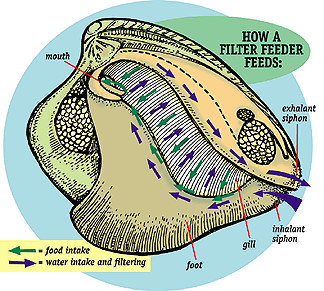 HOW A
FILTER FEEDER
FEEDS:
mouth
exhalant
siphon
inhalant
siphon
gill
foot
= food intake
= water intake and filtering